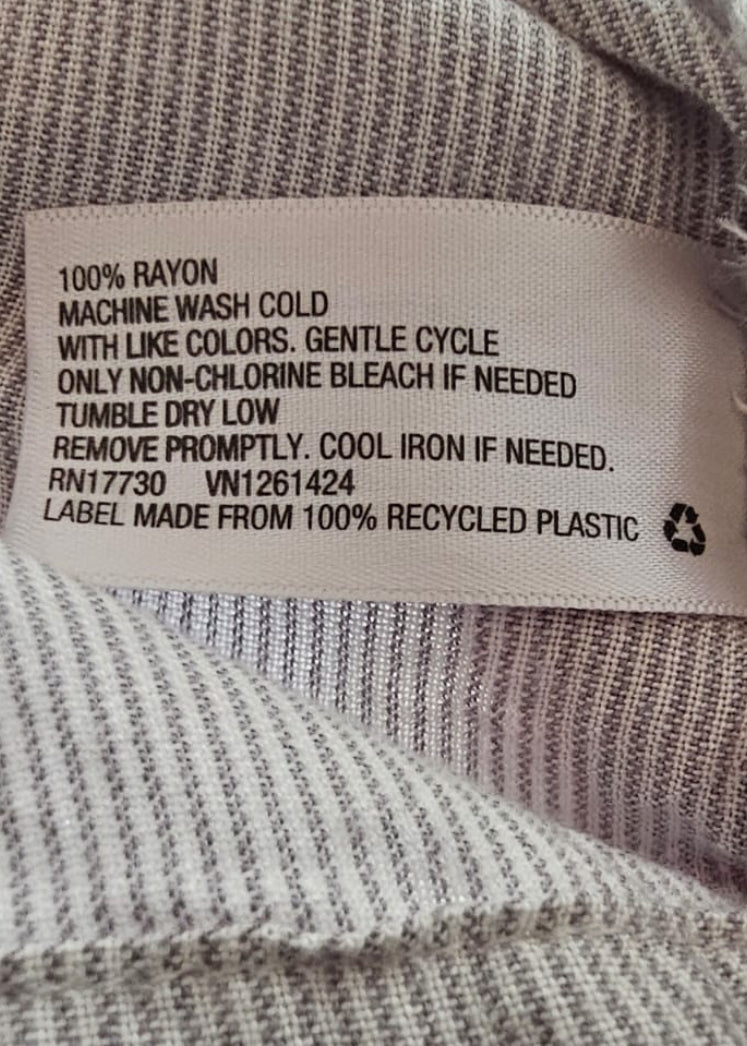 100% RAYON
MACHINE WASH COLD
WITH LIKE COLORS. GENTLE CYCLE
ONLY NON-CHLORINE BLEACH IF NEEDED
TUMBLE DRY LOW
REMOVE PROMPTLY. COOL IRON IF NEEDED.
RN17730 VN1261424
LABEL MADE FROM 100% RECYCLED PLASTIC